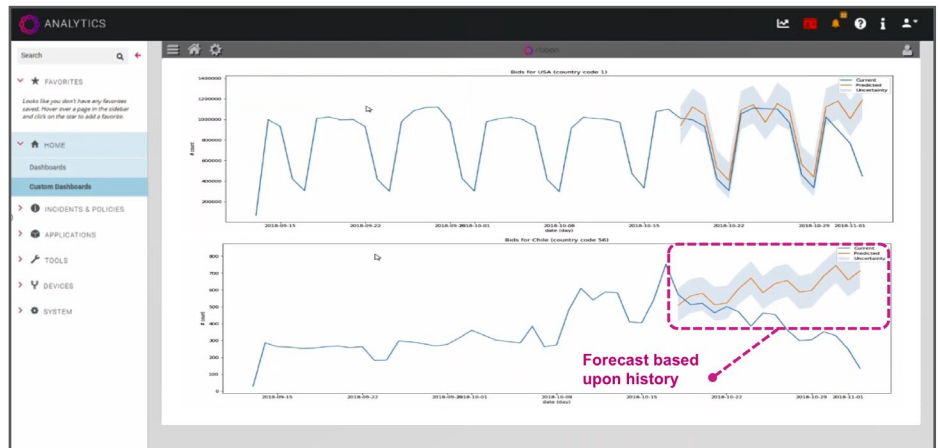 ANALYTICS
Search
FAVORITES
Looks like you don't have any favorites
saved. Hover over a page in the sidebar
and click on the star to add a favorite.
HOME
Dashboards
Custom Dashboards
INCIDENTS & POLICIES
APPLICATIONS
TOOLS
DEVICES
SYSTEM
ribbon
Bids for USA (country code 1)
Current
Predicted
Uncertainty
1400000
1200000
1000000
800000
600000
400000
200000
2018-09-15
2018-09-22
2018-10-01
2018-10-08
2018-10-15
2018-10-22
2018-10-29
2018-11-01
date (day)
Bids for Chile (country code 56)
Current
Predicted
Uncertainty
800
700
600
500
400
300
200
100
0
2018-09-15
2018-09-22
2018-10-01
2018-10-08
2018-10-15
2018-10-22
2018-10-29
2018-11-01
date (day)
Forecast based
upon history